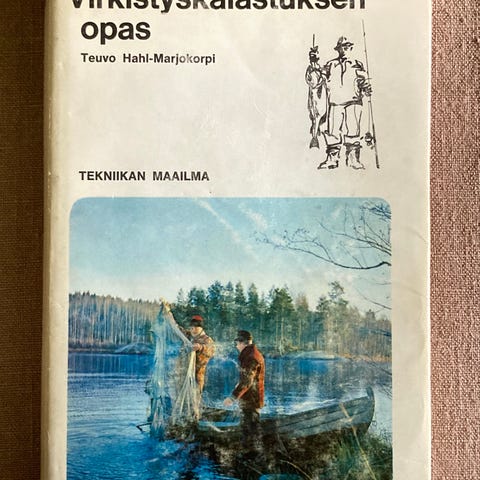 virkistyskalastuksen
opas
Teuvo Hahl-Marjokorpi
TEKNIIKAN MAAILMA